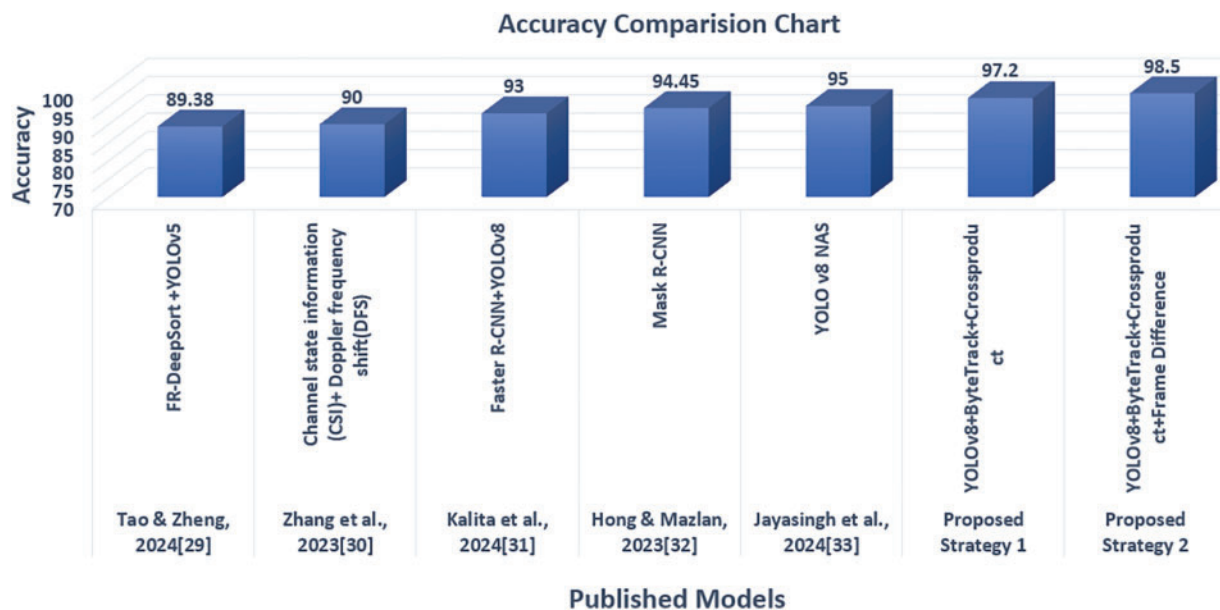 Accuracy Comparision Chart
Accuracy
100
95
90
85
80
75
70
89.38
90
93
94.45
95
97.2
98.5
FR-DeepSort +YOLOv5
Channel state information
(CSI)+ Doppler frequency
shift(DFS)
Faster R-CNN+YOLOv8
Mask R-CNN
YOLO v8 NAS
YOLOv8+ByteTrack+Crossprodu
ct
YOLOv8+ByteTrack+Crossprodu
ct+Frame Difference
Tao & Zheng,
2024[29]
Zhang et al.,
2023[30]
Kalita et al.,
2024[31]
Hong & Mazlan,
2023[32]
Jayasingh et al.,
2024[33]
Proposed
Strategy 1
Proposed
Strategy 2
Published Models